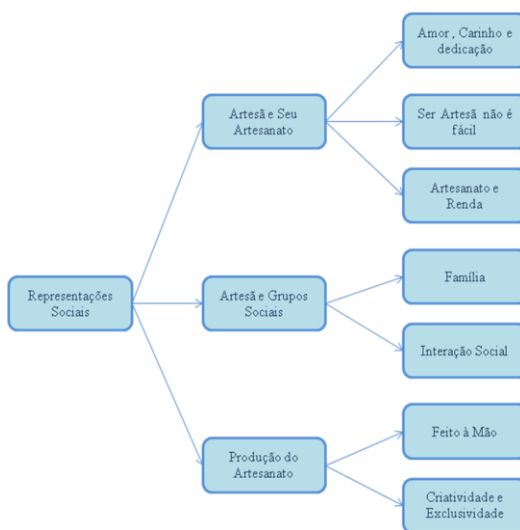 Representações
Sociais
Artesã e Seu
Artesanato
Amor , Carinho e
dedicação
Ser Artesã não é
fácil
Artesanato e
Renda
Artesã e Grupos
Sociais
Família
Interação Social
Produção do
Artesanato
Feito à Mão
Criatividade e
Exclusividade